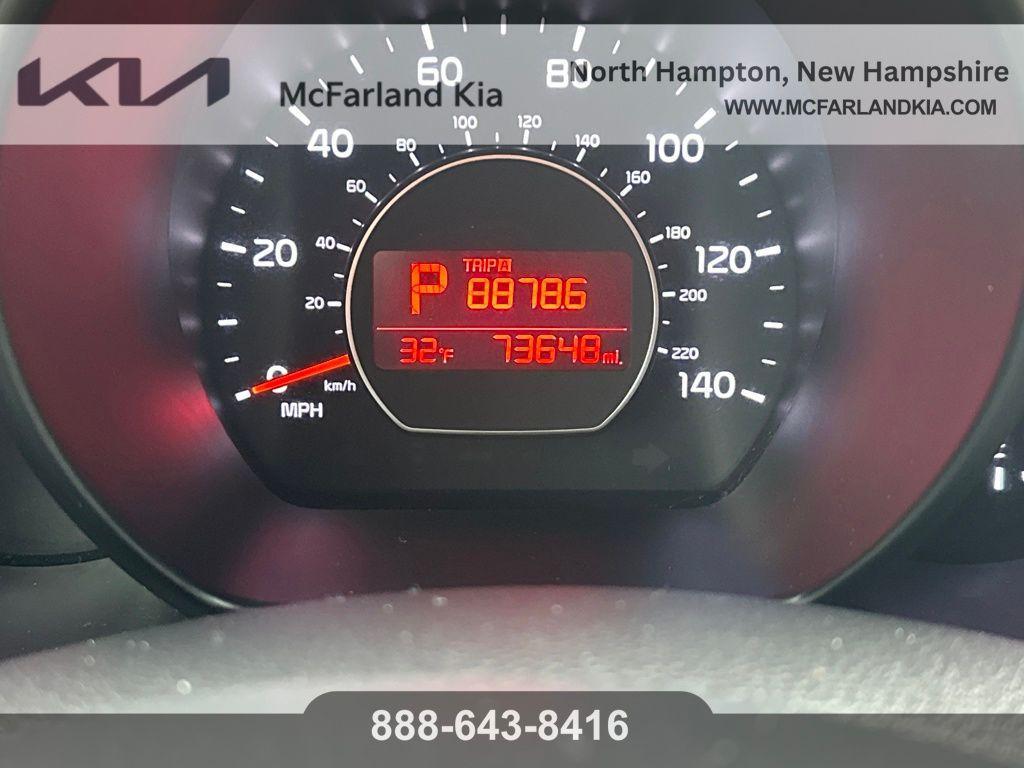 KIA
McFarland Kia
North Hampton, New Hampshire
WWW.MCFARLANDKIA.COM
60 80
40 100
100 120
80 140
60 160
20 120
40 180
20 200
220
0 140
km/h
MPH
TRIP A
P 8878.6
32°F 73648 mi.
888-643-8416